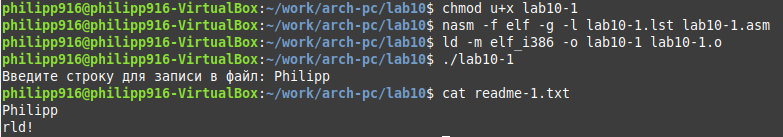 philipp916@philipp916-VirtualBox:~/work/arch-pc/lab10$ chmod u+x lab10-1
philipp916@philipp916-VirtualBox:~/work/arch-pc/lab10$ nasm -f elf -g -l lab10-1.lst lab10-1.asm
philipp916@philipp916-VirtualBox:~/work/arch-pc/lab10$ ld -m elf_i386 -o lab10-1 lab10-1.o
philipp916@philipp916-VirtualBox:~/work/arch-pc/lab10$ ./lab10-1
Введите строку для записи в файл: Philipp
philipp916@philipp916-VirtualBox:~/work/arch-pc/lab10$ cat readme-1.txt
Philipp
rld!